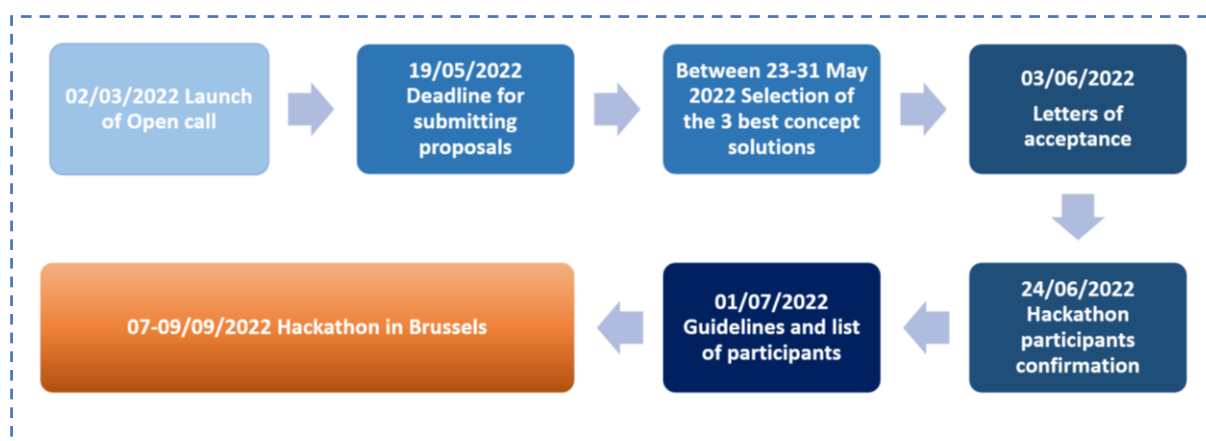 02/03/2022 Launch
of Open call
19/05/2022
Deadline for
submitting
proposals
Between 23-31 May
2022 Selection of
the 3 best concept
solutions
03/06/2022
Letters of
acceptance
24/06/2022
Hackathon
participants
confirmation
01/07/2022
Guidelines and list
of participants
07-09/09/2022 Hackathon in Brussels